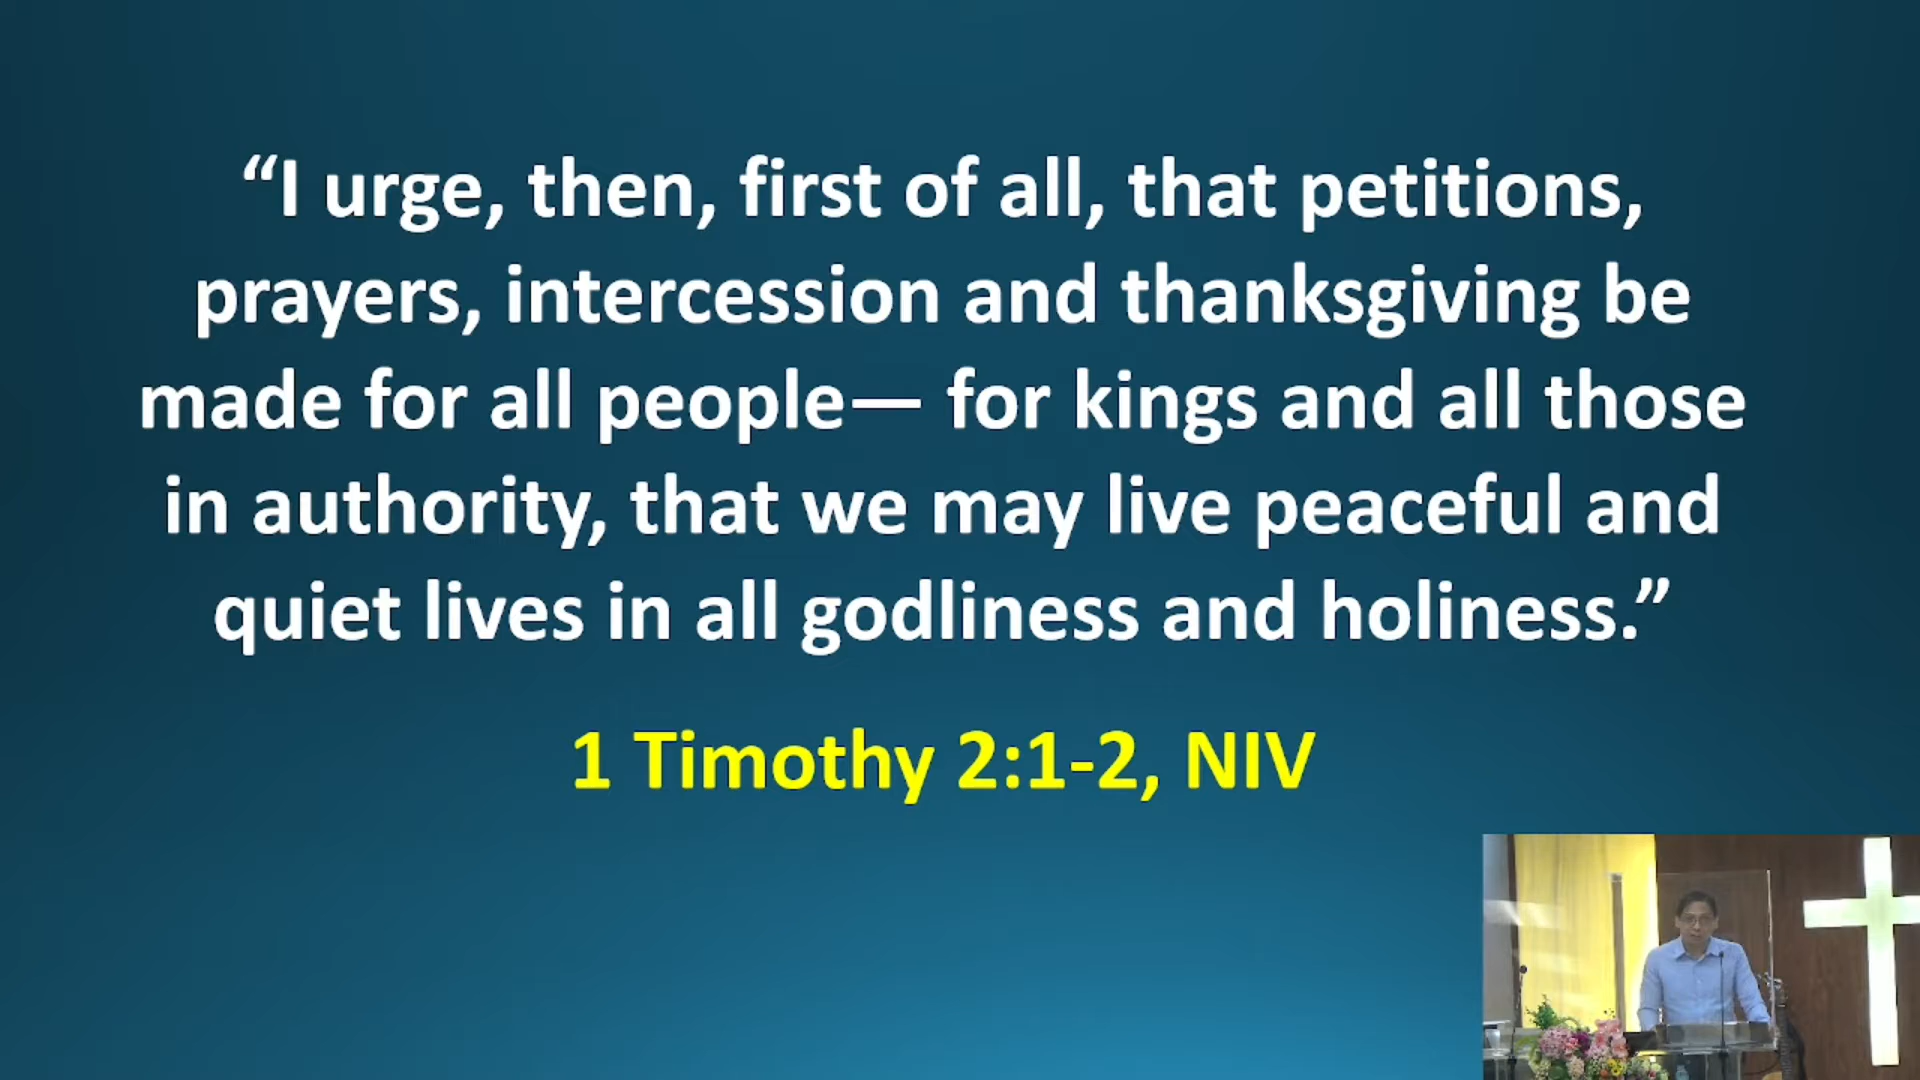 “I urge, then, first of all, that petitions,
prayers, intercession and thanksgiving be
made for all people— for kings and all those
in authority, that we may live peaceful and
quiet lives in all godliness and holiness.”
1 Timothy 2:1-2, NIV